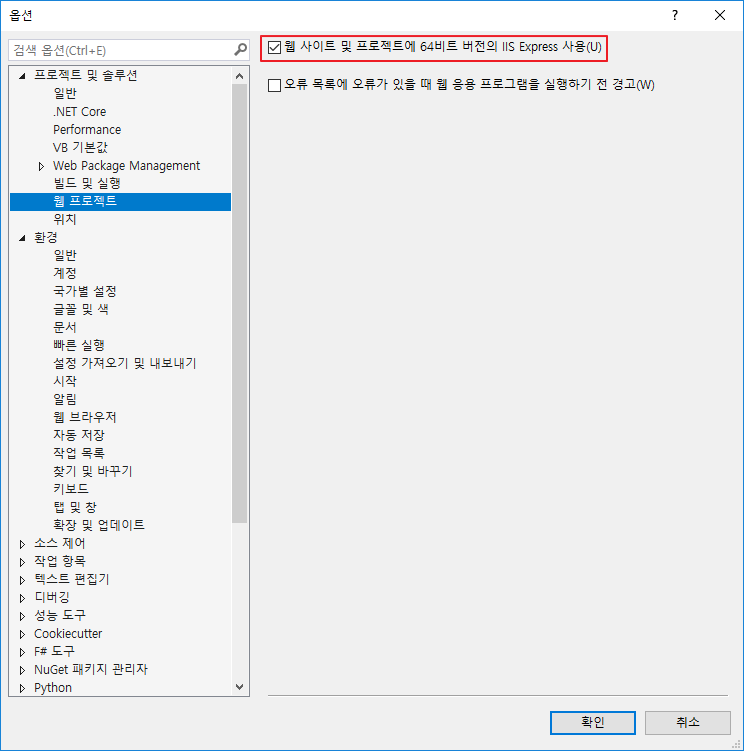 옵션
?
검색 옵션(Ctrl+E)
프로젝트 및 솔루션
일반
.NET Core
Performance
VB 기본값
Web Package Management
빌드 및 실행
웹 프로젝트
위치
환경
일반
계정
국가별 설정
글꼴 및 색
문서
빠른 실행
설정 가져오기 및 내보내기
시작
알림
웹 브라우저
자동 저장
작업 목록
찾기 및 바꾸기
키보드
탭 및 창
확장 및 업데이트
소스 제어
작업 항목
텍스트 편집기
디버깅
성능 도구
Cookiecutter
F# 도구
NuGet 패키지 관리자
Python
웹 사이트 및 프로젝트에 64비트 버전의 IIS Express 사용(U)
오류 목록에 오류가 있을 때 웹 응용 프로그램을 실행하기 전 경고(W)
확인
취소